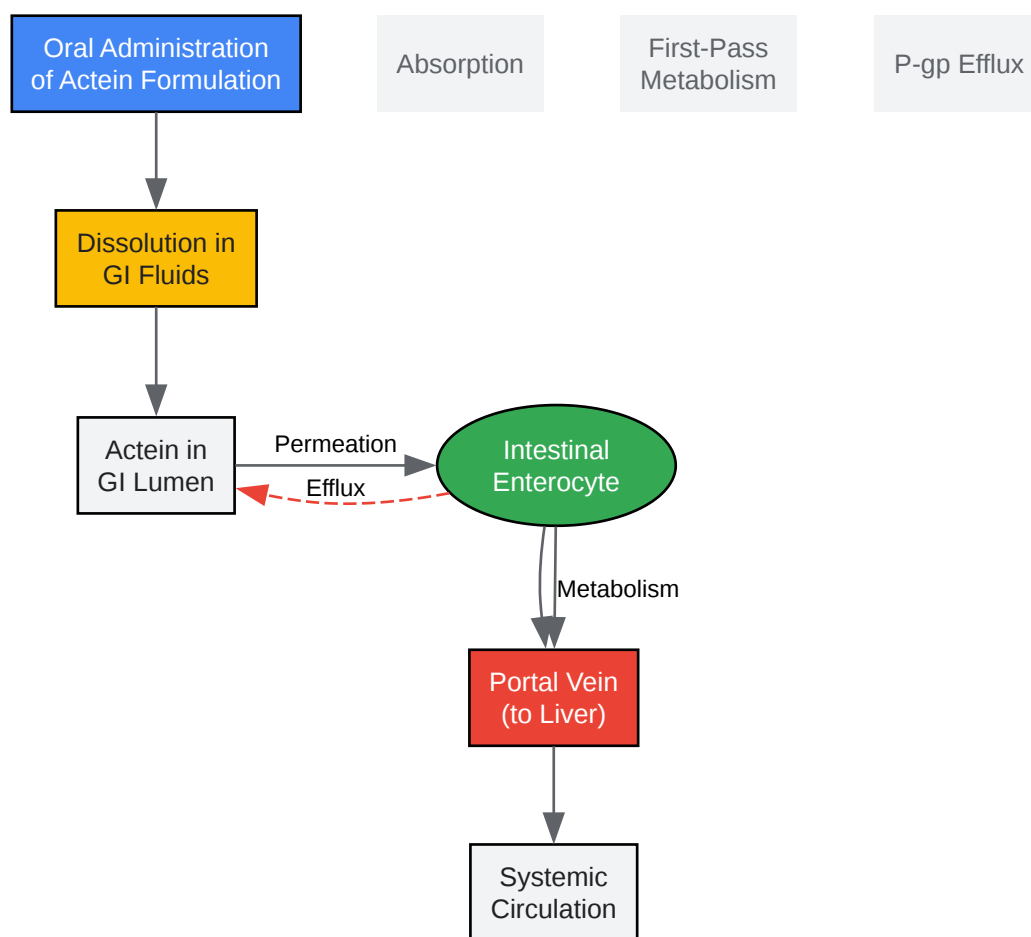 Oral Administration
of Actein Formulation
Absorption
First-Pass
Metabolism
P-gp Efflux
Dissolution in
GI Fluids
Actein in
GI Lumen
Permeation
Efflux
Intestinal
Enterocyte
Metabolism
Portal Vein
(to Liver)
Systemic
Circulation